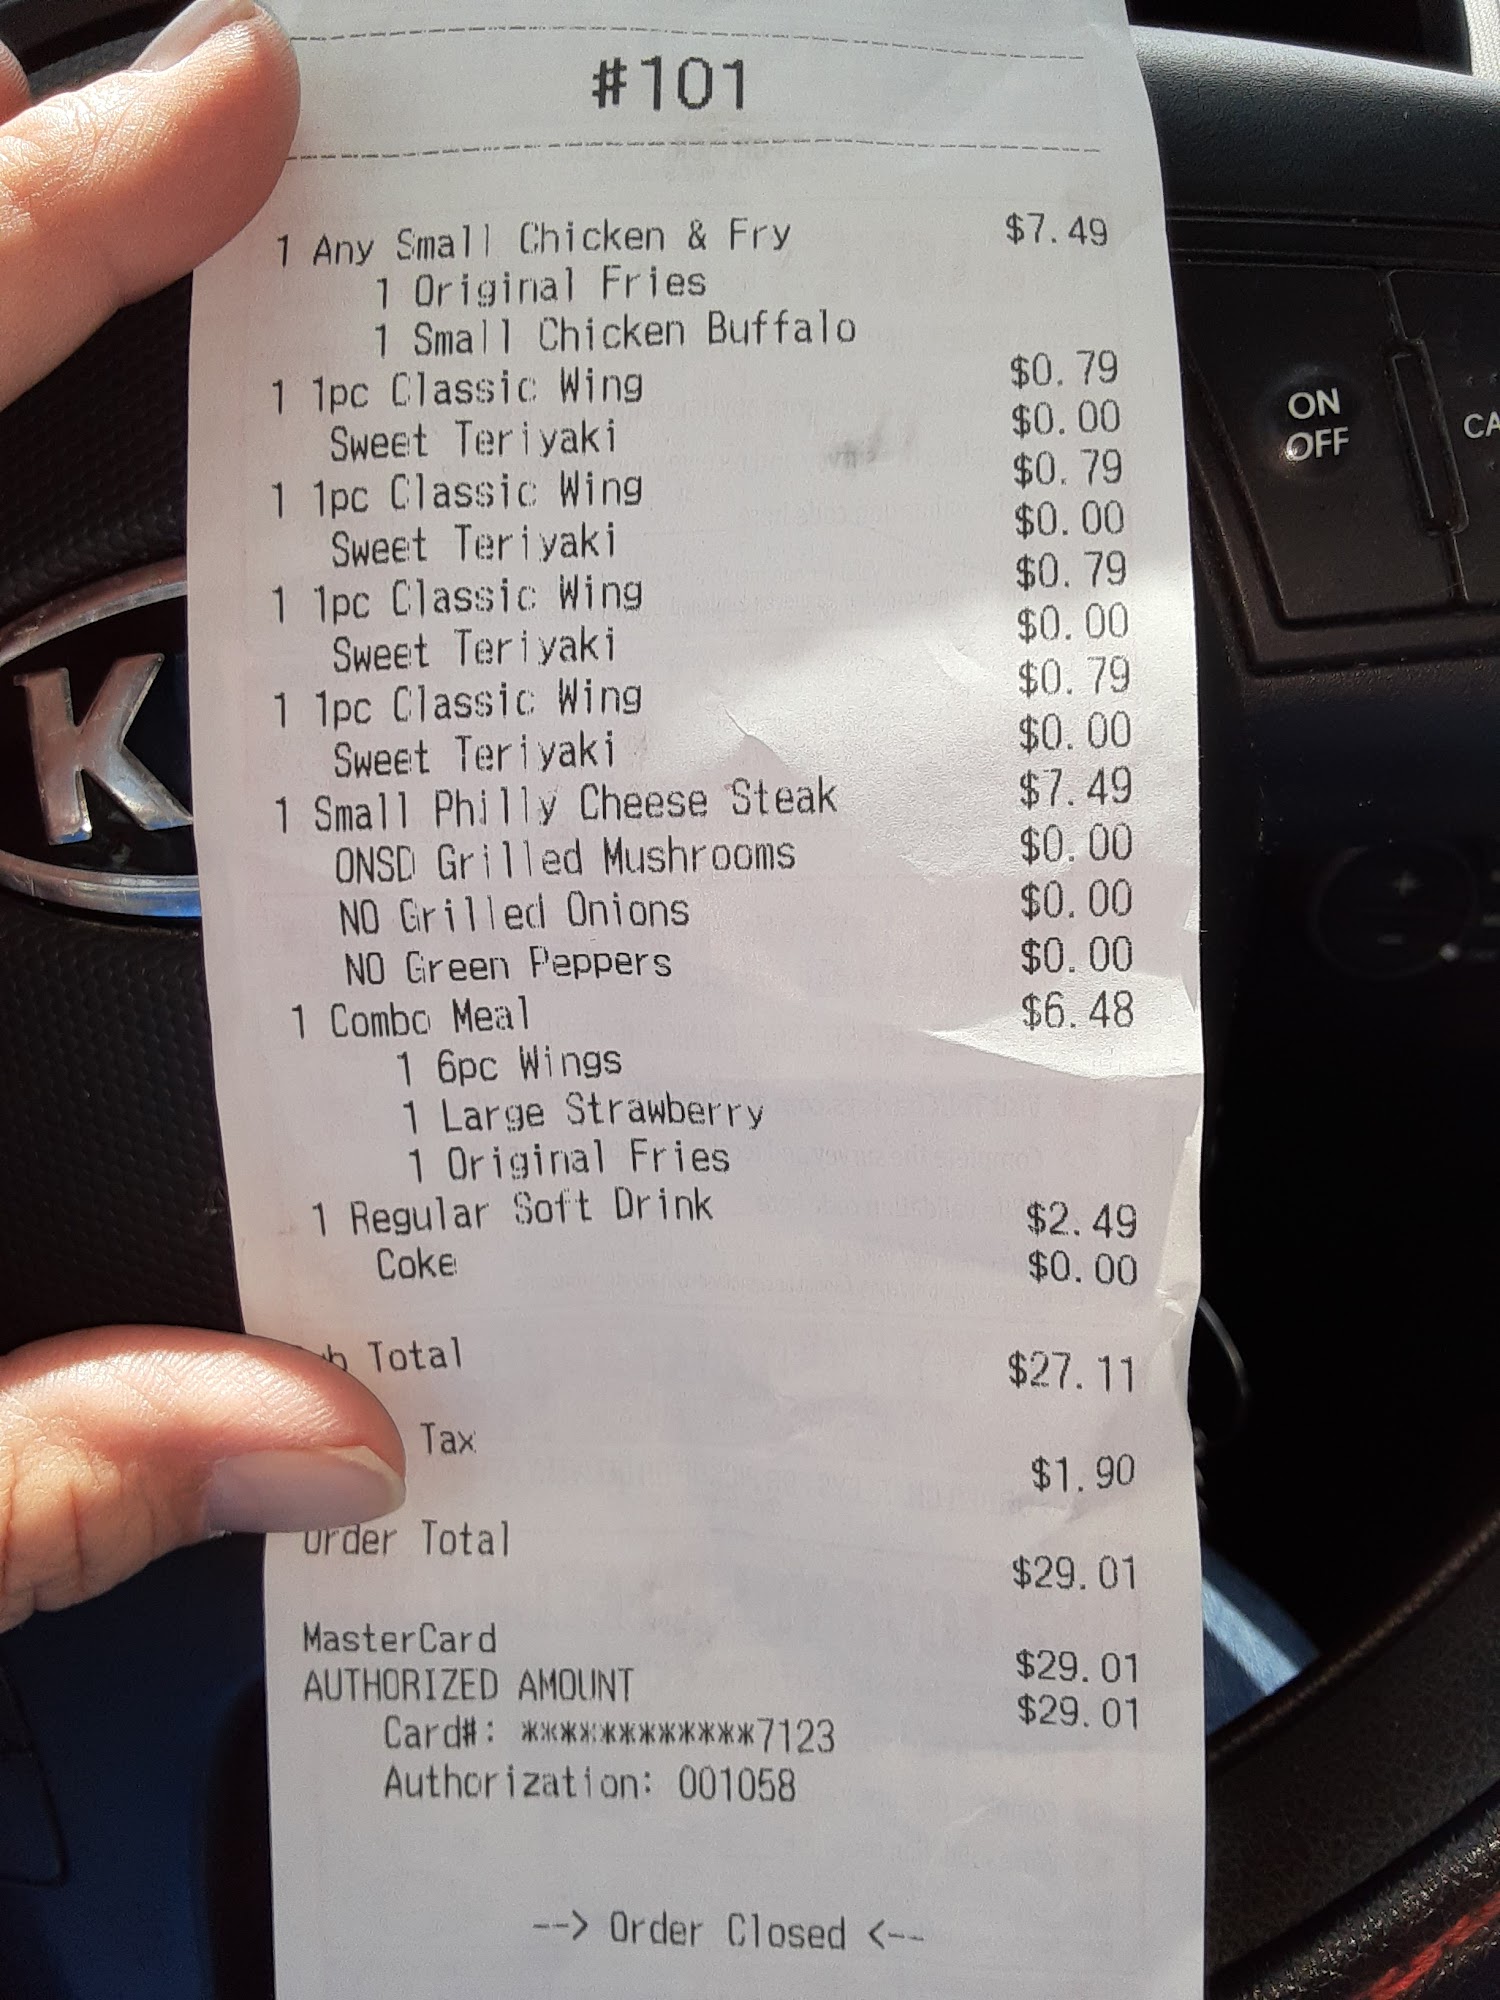 #101
1 Any Small Chicken & Fry $7.49
1 Original Fries
1 Small Chicken Buffalo
1 1pc Classic Wing $0.79
Sweet Teriyaki $0.00
1 1pc Classic Wing $0.79
Sweet Teriyaki $0.00
1 1pc Classic Wing $0.79
Sweet Teriyaki $0.00
1 1pc Classic Wing $0.79
Sweet Teriyaki $0.00
1 Small Philly Cheese Steak $7.49
ONSD Grilled Mushrooms $0.00
NO Grilled Onions $0.00
NO Green Peppers $0.00
1 Combo Meal $6.48
1 6pc Wings
1 Large Strawberry
1 Original Fries
1 Regular Soft Drink $2.49
Coke $0.00
Total $27.11
Tax $1.90
Order Total $29.01
MasterCard $29.01
AUTHORIZED AMOUNT $29.01
Card#: ************7123
Authorization: 001058
--> Order Closed <--
ON
OFF
CA
K